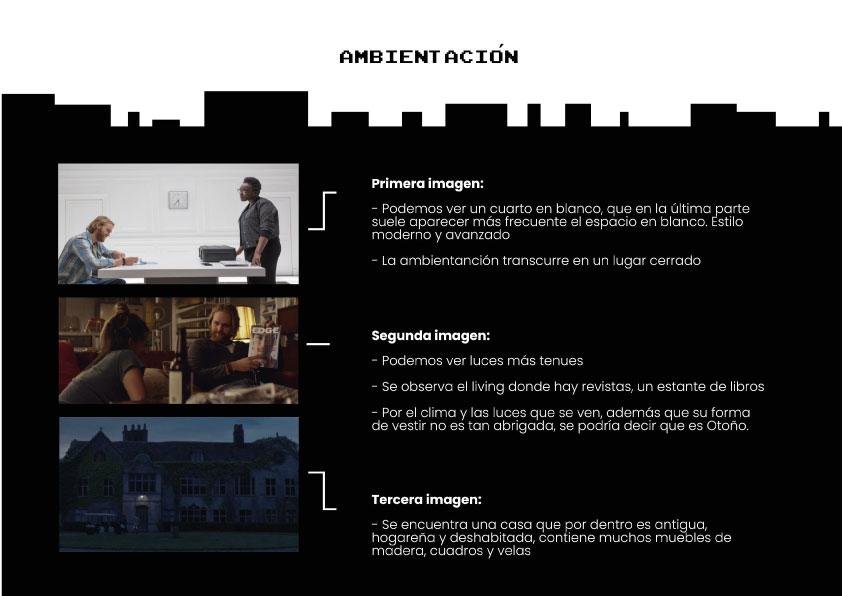 AMBIENTACIÓN
Primera imagen:
- Podemos ver un cuarto en blanco, que en la última parte
suele aparecer más frecuente el espacio en blanco. Estilo
moderno y avanzado
- La ambientanción transcurre en un lugar cerrado
EDGE
Segunda imagen:
- Podemos ver luces más tenues
- Se observa el living donde hay revistas, un estante de libros
- Por el clima y las luces que se ven, además que su forma
de vestir no es tan abrigada, se podría decir que es Otoño.
Tercera imagen:
- Se encuentra una casa que por dentro es antigua,
hogareña y deshabitada, contiene muchos muebles de
madera, cuadros y velas